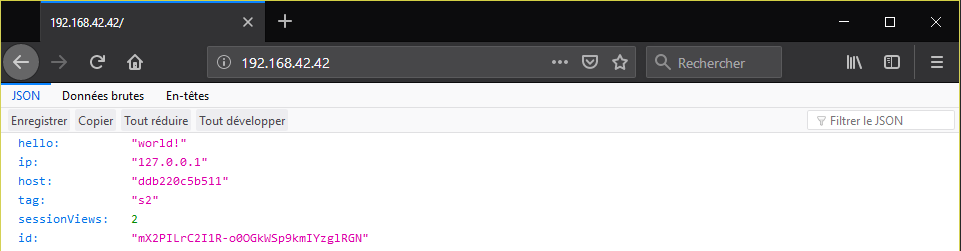 192.168.42.42/
192.168.42.42
Rechercher
JSON Données brutes En-têtes
Enregistrer Copier Tout réduire Tout développer Filtrer le JSON
hello: "world!"
ip: "127.0.0.1"
host: "ddb220c5b511"
tag: "s2"
sessionViews: 2
id: "mX2PILrC2I1R-o0OGkWSp9kmIYzglRGN"